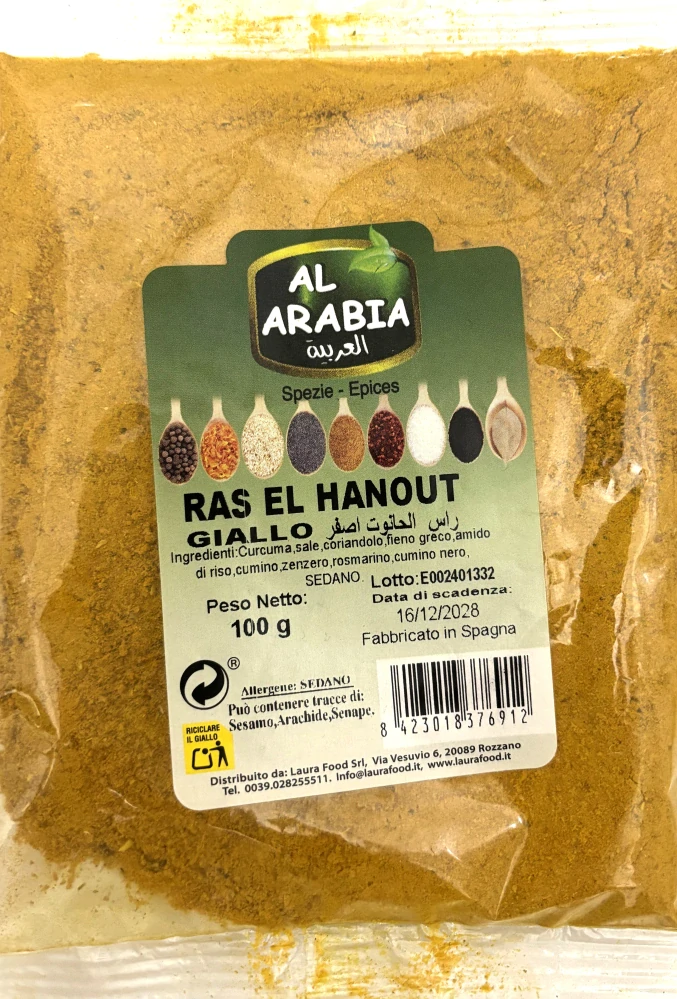 AL
ARABIA
العربية
Spezie - Epices
RAS EL HANOUT
GIALLO راس الحانوت اصفر
Ingredienti:Curcuma,sale,coriandolo,fieno greco,amido
di riso,cumino,zenzero,rosmarino,cumino nero,
SEDANO.
Lotto:E002401332
Peso Netto:
100 g
Data di scadenza:
16/12/2028
Fabbricato in Spagna
®
Allergene: SEDANO
Può contenere tracce di:
Sesamo,Arachide,Senape.
RICICLARE
IL GIALLO
8 423018 376912
Distribuito da: Laura Food Srl, Via Vesuvio 6, 20089 Rozzano
Tel. 0039.028255511. Info@laurafood.it, www.laurafood.it